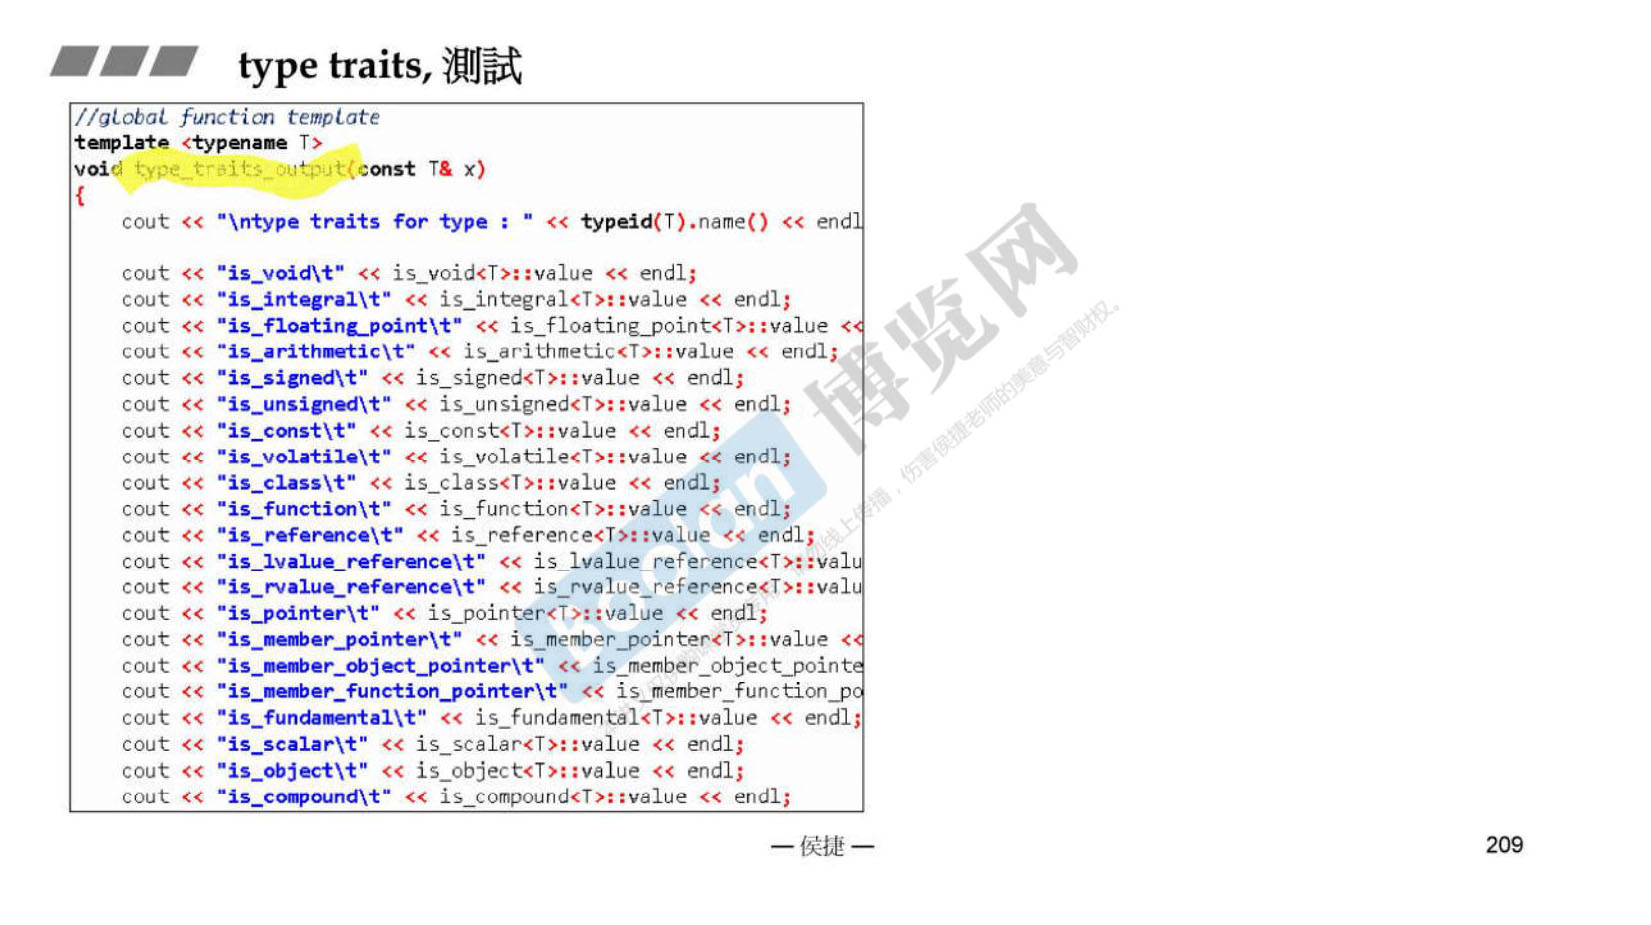 type traits, 測試
//global function template
template <typename T>
void type_traits_output(const T& x)
{
cout << "\ntype traits for type : " << typeid(T).name() << endl
cout << "is_void\t" << is_void<T>::value << endl;
cout << "is_integral\t" << is_integral<T>::value << endl;
cout << "is_floating_point\t" << is_floating_point<T>::value <<
cout << "is_arithmetic\t" << is_arithmetic<T>::value << endl;
cout << "is_signed\t" << is_signed<T>::value << endl;
cout << "is_unsigned\t" << is_unsigned<T>::value << endl;
cout << "is_const\t" << is_const<T>::value << endl;
cout << "is_volatile\t" << is_volatile<T>::value << endl;
cout << "is_class\t" << is_class<T>::value << endl;
cout << "is_function\t" << is_function<T>::value << endl;
cout << "is_reference\t" << is_reference<T>::value << endl;
cout << "is_lvalue_reference\t" << is_lvalue_reference<T>::valu
cout << "is_rvalue_reference\t" << is_rvalue_reference<T>::valu
cout << "is_pointer\t" << is_pointer<T>::value << endl;
cout << "is_member_pointer\t" << is_member_pointer<T>::value <<
cout << "is_member_object_pointer\t" << is_member_object_pointe
cout << "is_member_function_pointer\t" << is_member_function_po
cout << "is_fundamental\t" << is_fundamental<T>::value << endl;
cout << "is_scalar\t" << is_scalar<T>::value << endl;
cout << "is_object\t" << is_object<T>::value << endl;
cout << "is_compound\t" << is_compound<T>::value << endl;
Boolan 博览网
线上传播，伤害侯捷老师的美意与智财权。
— 侯捷 —
209